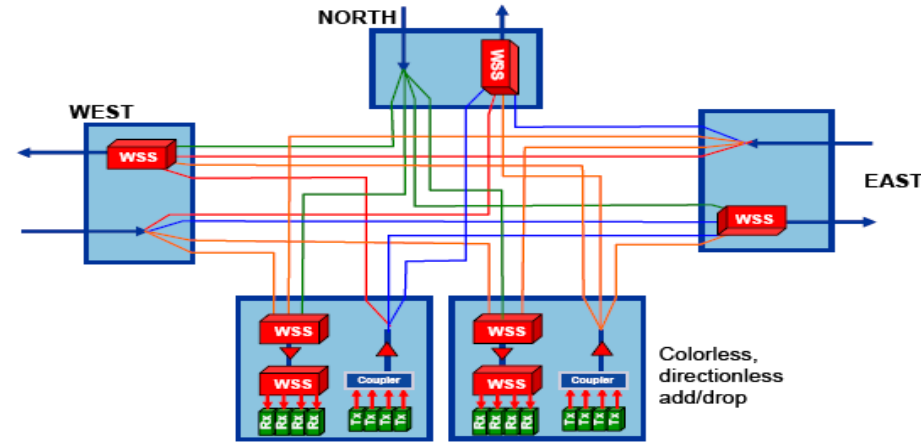 NORTH
WSS
WEST
WSS
EAST
WSS
WSS
WSS
Coupler
Rx Rx Rx Rx
Tx Tx Tx Tx
WSS
WSS
Coupler
Rx Rx Rx Rx
Tx Tx Tx Tx
Colorless,
directionless
add/drop